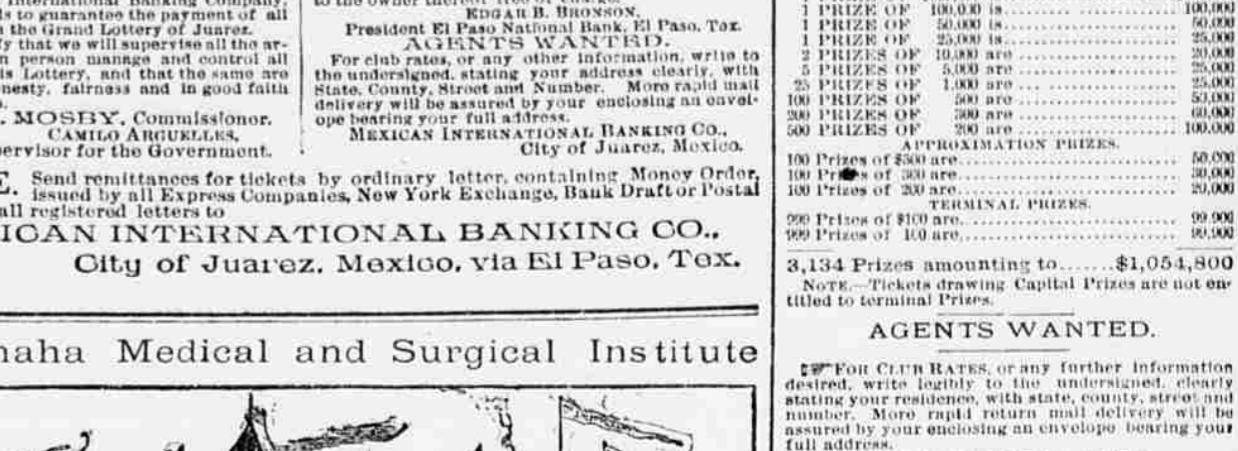 International Banking Company,
is to guarantee the payment of all
the Grand Lottery of Juarez.
y that we will supervise all the ar-
n person manage and control all
is Lottery, and that the same are
nesty, fairness and in good faith
. MOSBY, Commissioner.
CAMILO ARGUELLES,
ervisor for the Government.
to the owner thereof free of charge.
EDGAR B. BRONSON,
President El Paso National Bank, El Paso, Tex.
AGENTS WANTED.
For club rates, or any other information, write to
the undersigned, stating your address clearly, with
State, County, Street and Number. More rapid mail
delivery will be assured by your enclosing an envel-
ope bearing your full address.
MEXICAN INTERNATIONAL BANKING CO.,
City of Juarez, Mexico.
E. Send remittances for tickets by ordinary letter, containing Money Order,
issued by all Express Companies, New York Exchange, Bank Draft or Postal
all registered letters to
ICAN INTERNATIONAL BANKING CO.,
City of Juarez, Mexico, via El Paso, Tex.
naha Medical and Surgical Institute
1 PRIZE OF 100,000 is 100,000
1 PRIZE OF 50,000 is 50,000
1 PRIZE OF 25,000 is 25,000
2 PRIZES OF 10,000 are 20,000
5 PRIZES OF 5,000 are 25,000
25 PRIZES OF 1,000 are 25,000
100 PRIZES OF 500 are 50,000
200 PRIZES OF 300 are 60,000
500 PRIZES OF 200 are 100,000
APPROXIMATION PRIZES.
100 Prizes of $500 are 50,000
100 Prizes of 300 are 30,000
100 Prizes of 200 are 20,000
TERMINAL PRIZES.
999 Prizes of $100 are 99,900
999 Prizes of 100 are 99,900
3,134 Prizes amounting to.......$1,054,800
NOTE.—Tickets drawing Capital Prizes are not en-
titled to terminal Prizes.
AGENTS WANTED.
☞FOR CLUB RATES, or any further information
desired, write legibly to the undersigned, clearly
stating your residence, with state, county, street and
number. More rapid return mail delivery will be
assured by your enclosing an envelope bearing your
full address.